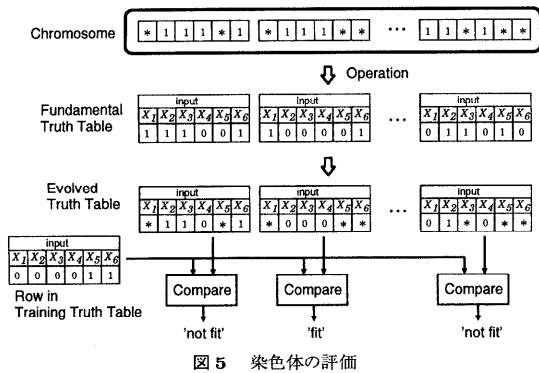 Chromosome * 1 1 1 * 1 * 1 1 1 * * ... 1 1 * 1 * *
Operation
Fundamental Truth Table
input input input
X1 X2 X3 X4 X5 X6 X1 X2 X3 X4 X5 X6 ... X1 X2 X3 X4 X5 X6
1 1 1 0 0 1 1 0 0 0 0 1 0 1 1 0 1 0
Evolved Truth Table
input input input
X1 X2 X3 X4 X5 X6 X1 X2 X3 X4 X5 X6 ... X1 X2 X3 X4 X5 X6
* 1 1 0 * 1 * 0 0 0 * * 0 1 * 0 * *
input
X1 X2 X3 X4 X5 X6
0 0 0 0 1 1
Row in
Training Truth Table
Compare Compare Compare
'not fit' 'fit' 'not fit'
図 5 染色体の評価